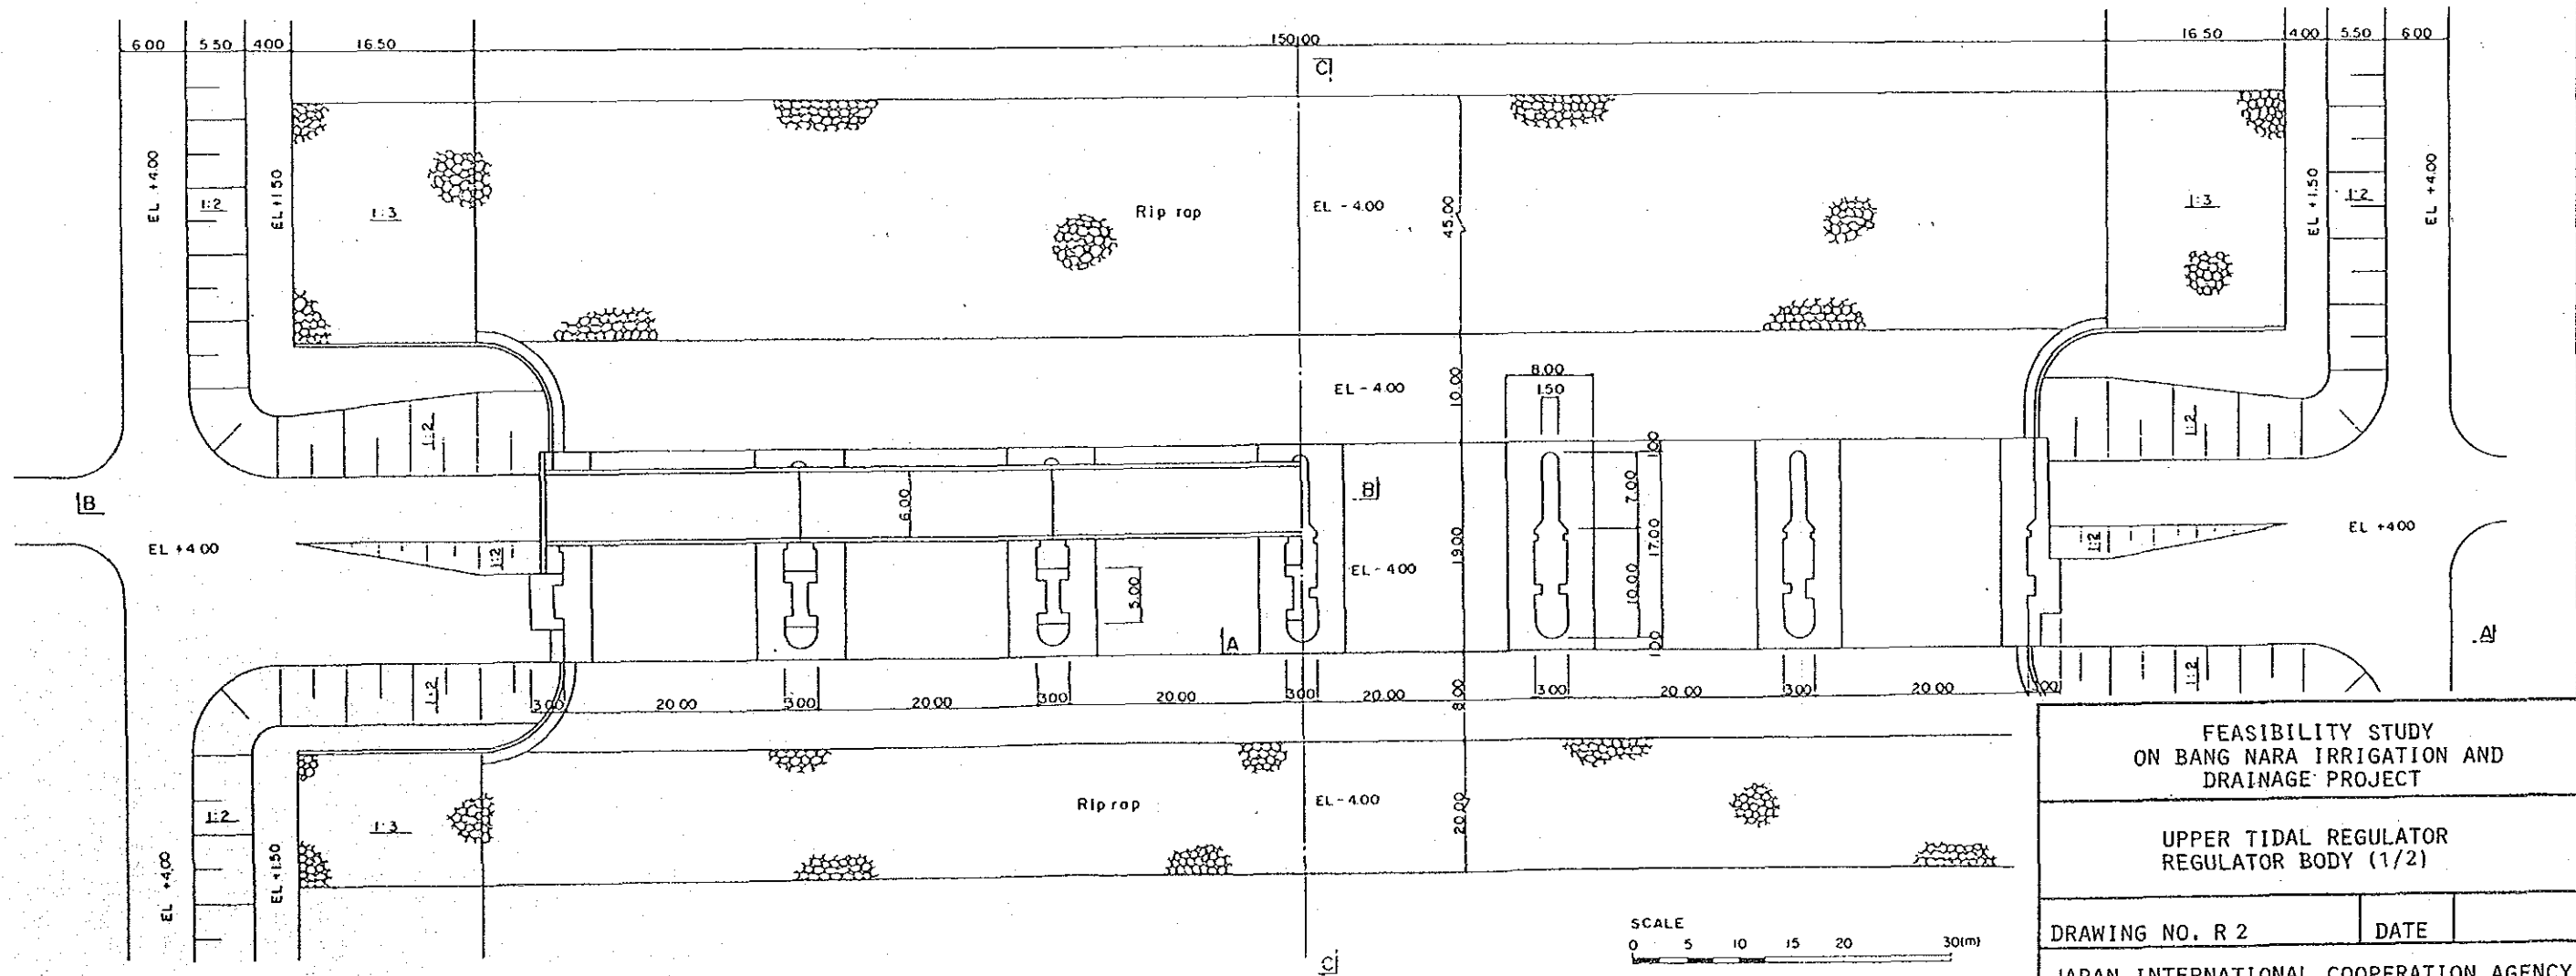 6 00 5 50 4 00 16.50 150.00 16 50 4 00 5.50 6 00
C
EL +4.00
1:2
EL +1 50
1:3
Rip rap
EL - 4.00
45.00
EL +1.50
1:3
1:2
EL +4.00
8.00
1.50
EL - 4 00
10.00
1:2
1:2
B
B
6.00
1.00
7.00
17.00
10.00
1.00
19.00
EL +4 00
1:2
EL - 4 00
5.00
1:2
EL +4 00
A
A
1:2
1:2
3 00 20 00 3 00 20 00 3 00 20.00 3 00 20.00 8.00 3 00 20 00 3 00 20 00 3 00
1:2
EL +4.00
EL +1.50
1:3
Rip rap
EL - 4.00
20.00
C
SCALE
0 5 10 15 20 30(m)
FEASIBILITY STUDY
ON BANG NARA IRRIGATION AND
DRAINAGE PROJECT
UPPER TIDAL REGULATOR
REGULATOR BODY (1/2)
DRAWING NO. R 2 DATE
JAPAN INTERNATIONAL COOPERATION AGENCY